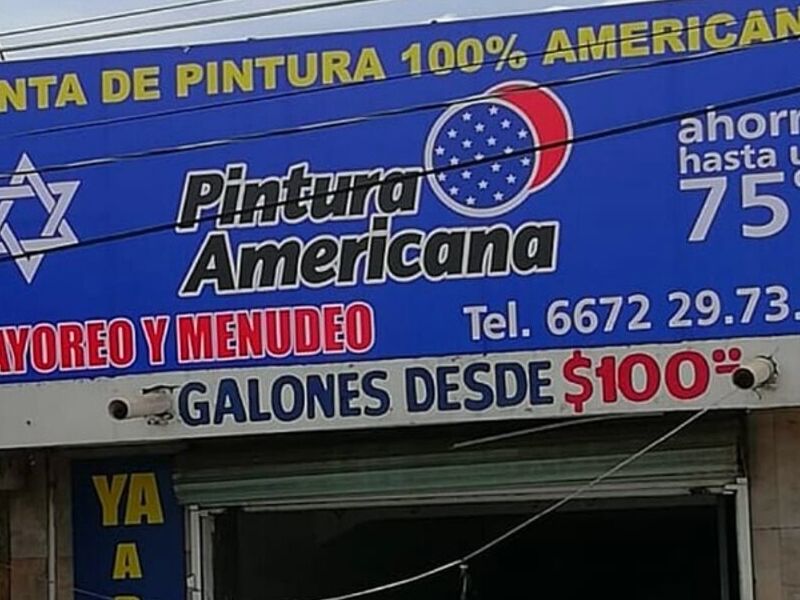 NTA DE PINTURA 100% AMERICAN
Pintura
Americana
ahorr
hasta u
75
AYOREO Y MENUDEO
Tel. 6672 29.73.
GALONES DESDE $100
YA
A